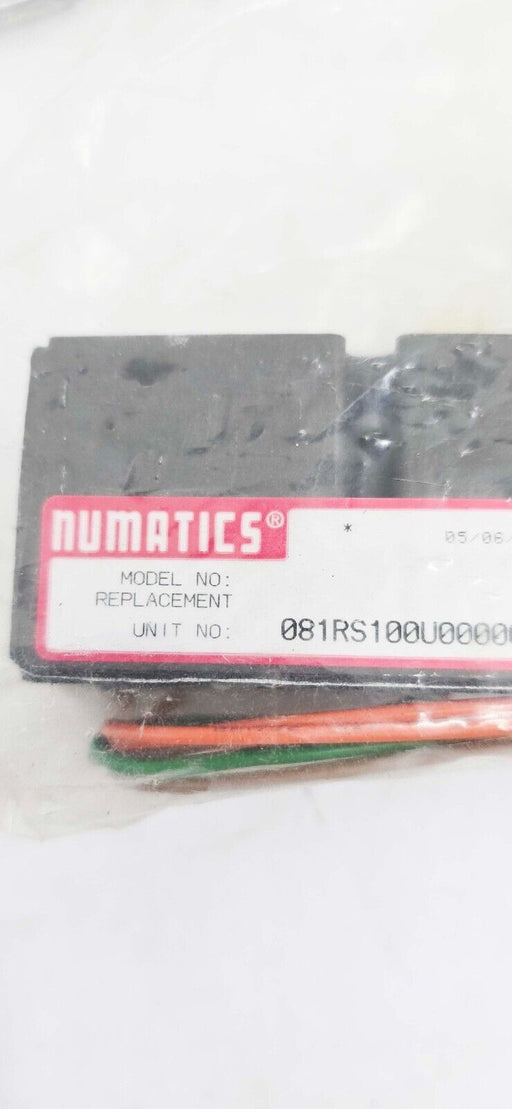 NUMATICS®
* 05/06/
MODEL NO:
REPLACEMENT
UNIT NO: 081RS100U0000